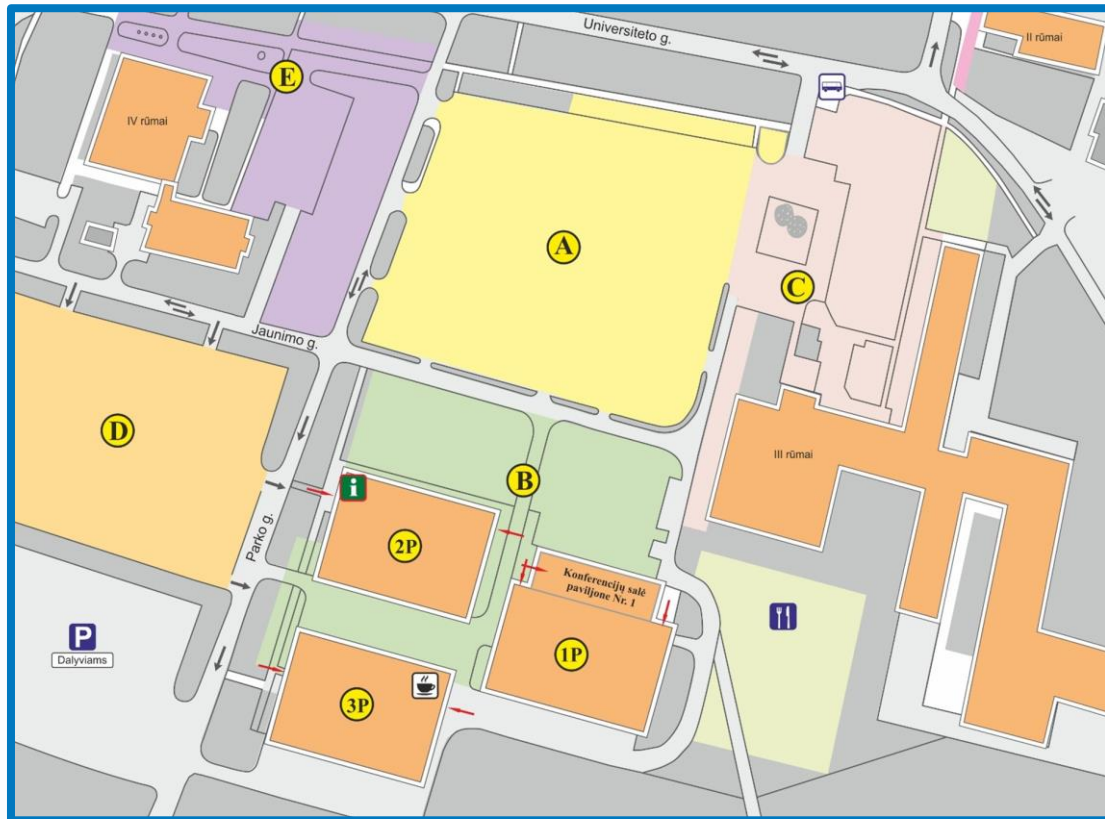 Universiteto g.
II rūmai
E
IV rūmai
A
C
Jaunimo g.
D
III rūmai
B
i
Parko g.
2P
Konferencijų salė
paviljone Nr. 1
P
Dalyviams
1P
3P